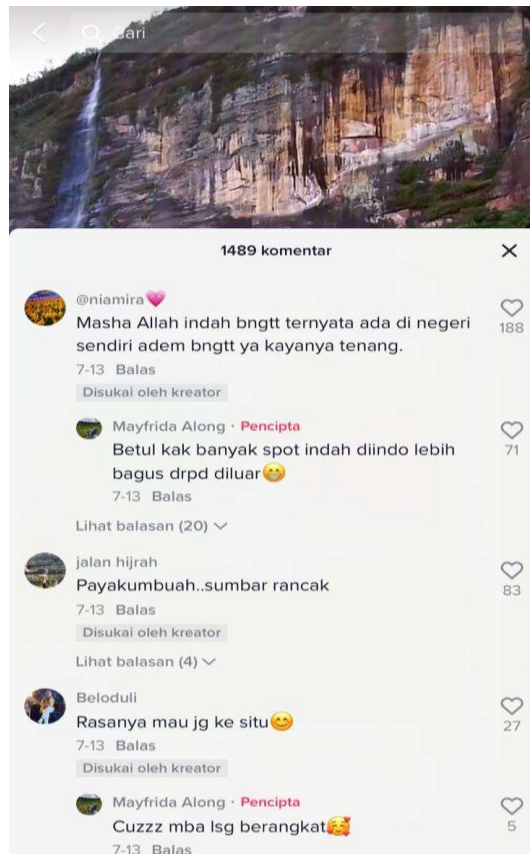 Cari
1489 komentar
@niamira💗
Masha Allah indah bngtt ternyata ada di negeri
sendiri adem bngtt ya kayanya tenang.
188
7-13 Balas
Disukai oleh kreator
Mayfrida Along · Pencipta
Betul kak banyak spot indah diindo lebih
bagus drpd diluar😁
71
7-13 Balas
Lihat balasan (20)
jalan hijrah
Payakumbuah..sumbar rancak
83
7-13 Balas
Disukai oleh kreator
Lihat balasan (4)
Beloduli
Rasanya mau jg ke situ😊
27
7-13 Balas
Disukai oleh kreator
Mayfrida Along · Pencipta
Cuzzz mba lsg berangkat🥰
5
7-13 Balas